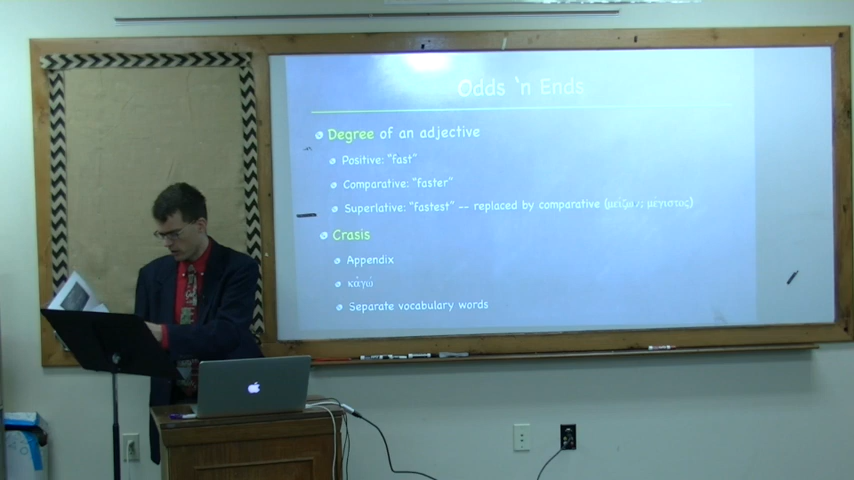 Odds 'n Ends
Degree of an adjective
Positive: "fast"
Comparative: "faster"
Superlative: "fastest" -- replaced by comparative (μείζων; μέγιστος)
Crasis
Appendix
κἀγώ
Separate vocabulary words